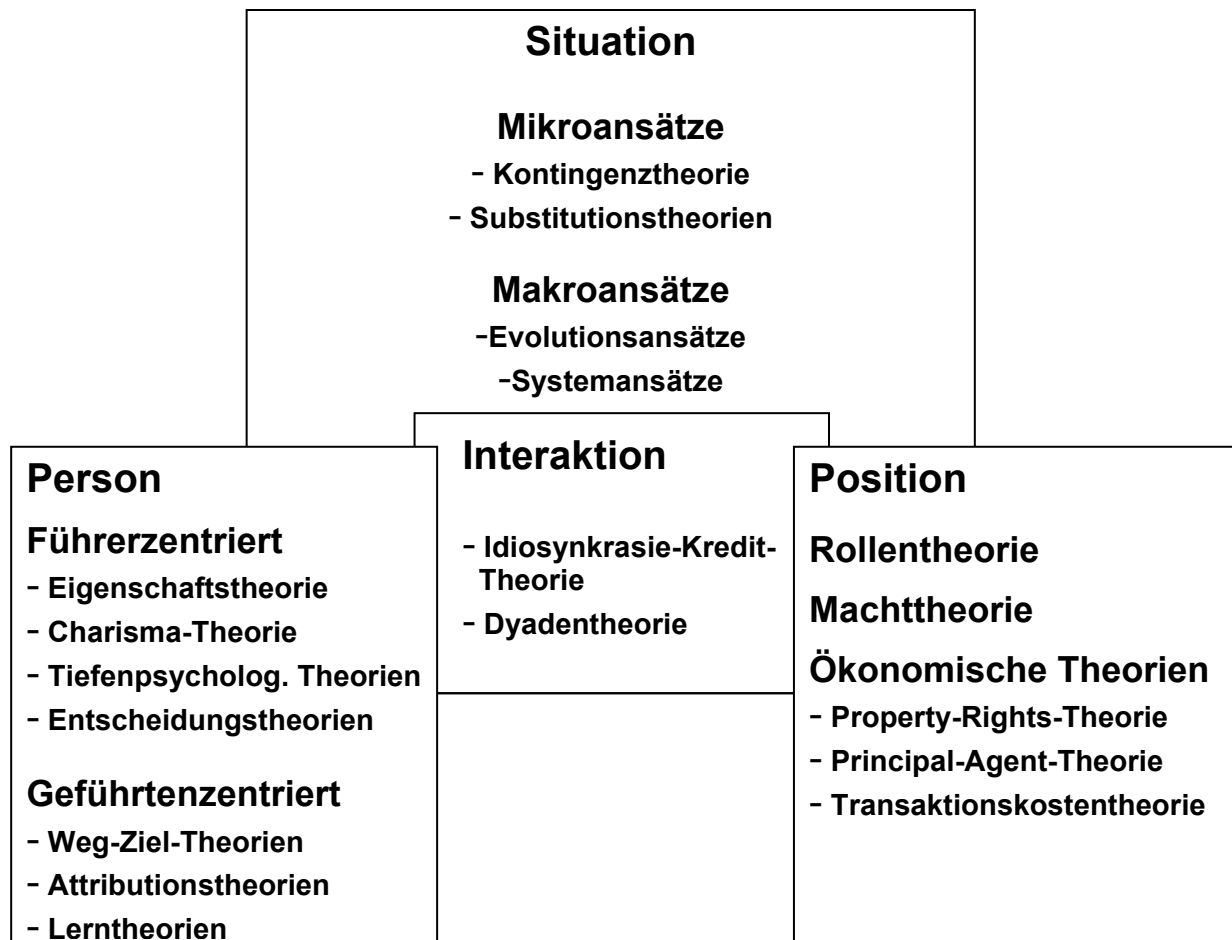 Situation
Mikroansätze
- Kontingenztheorie
- Substitutionstheorien
Makroansätze
-Evolutionsansätze
-Systemansätze
Interaktion
- Idiosynkrasie-Kredit-
Theorie
- Dyadentheorie
Person
Führerzentriert
- Eigenschaftstheorie
- Charisma-Theorie
- Tiefenpsycholog. Theorien
- Entscheidungstheorien
Geführtenzentriert
- Weg-Ziel-Theorien
- Attributionstheorien
- Lerntheorien
Position
Rollentheorie
Machttheorie
Ökonomische Theorien
- Property-Rights-Theorie
- Principal-Agent-Theorie
- Transaktionskostentheorie